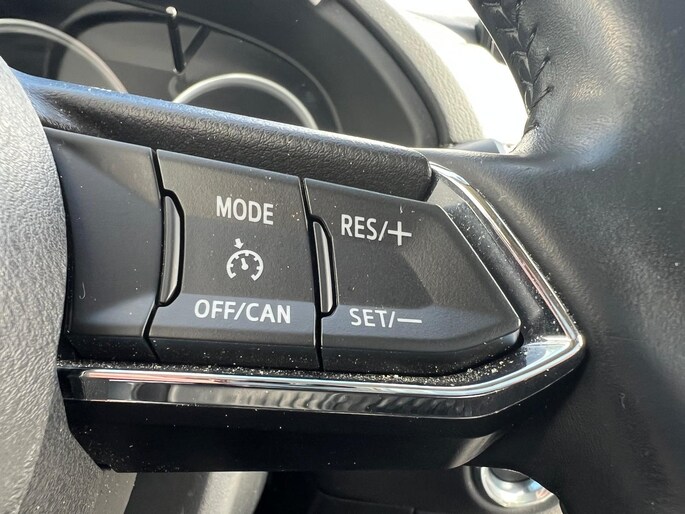 MODE
OFF/CAN
RES/+
SET/—